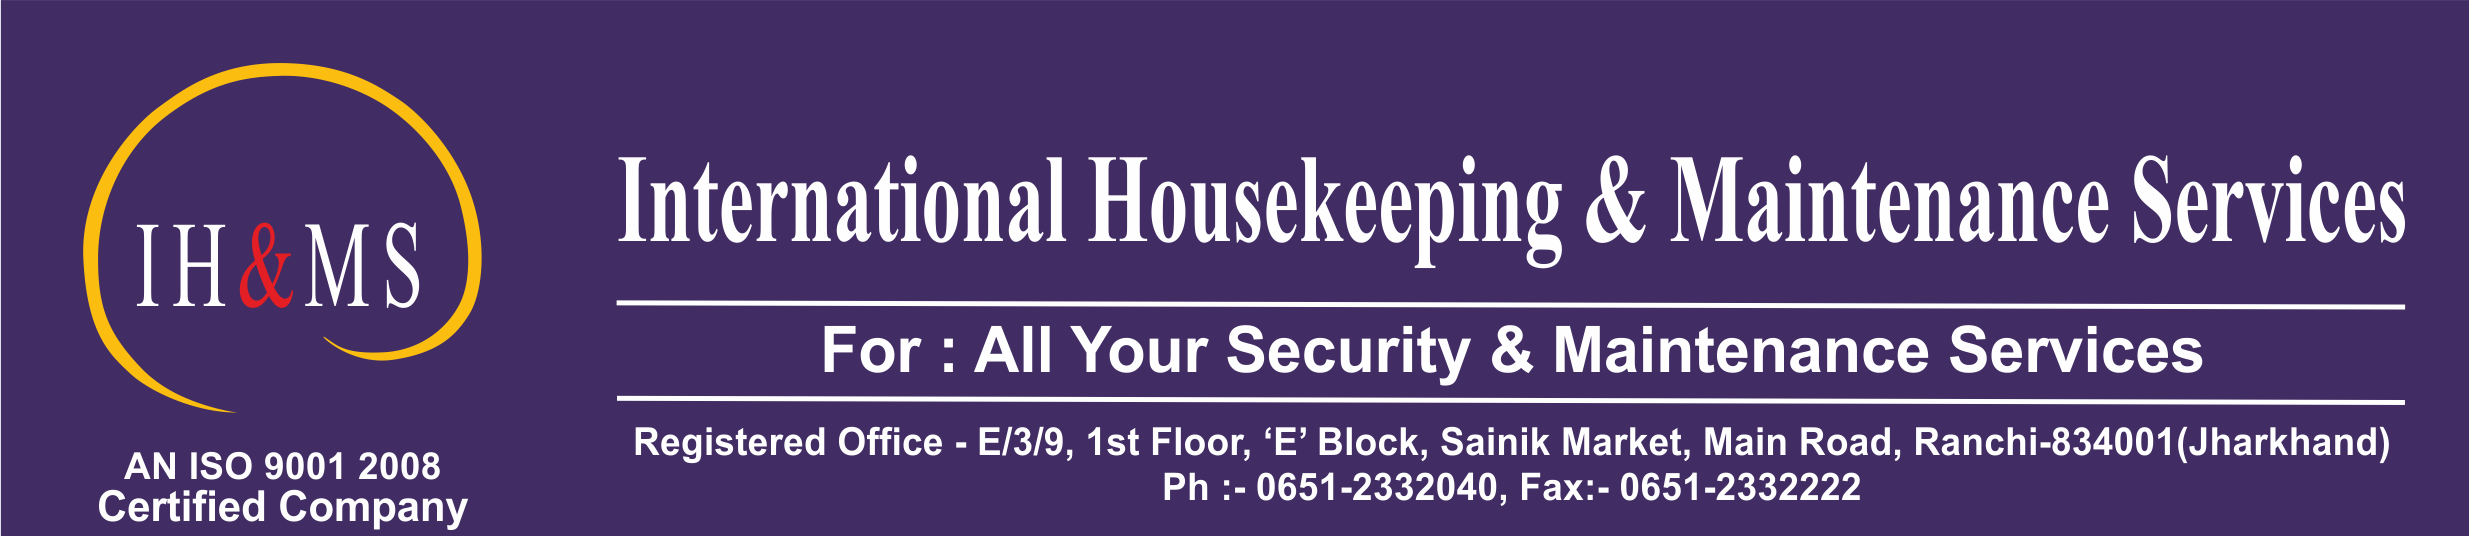 IH&MS
AN ISO 9001 2008
Certified Company
International Housekeeping & Maintenance Services
For : All Your Security & Maintenance Services
Registered Office - E/3/9, 1st Floor, ‘E’ Block, Sainik Market, Main Road, Ranchi-834001(Jharkhand)
Ph :- 0651-2332040, Fax:- 0651-2332222